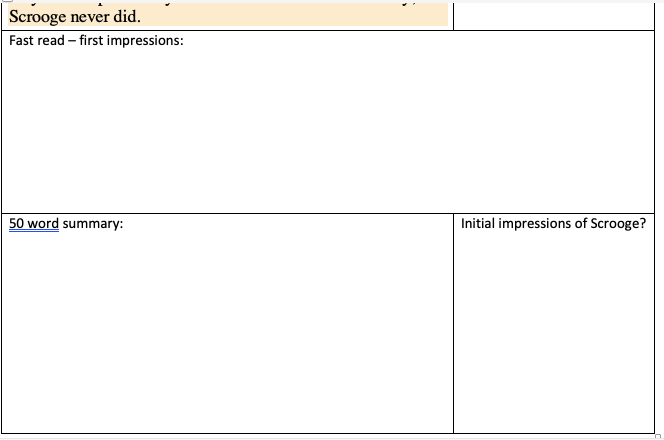 Scrooge never did.
Fast read – first impressions:
50 word summary:
Initial impressions of Scrooge?